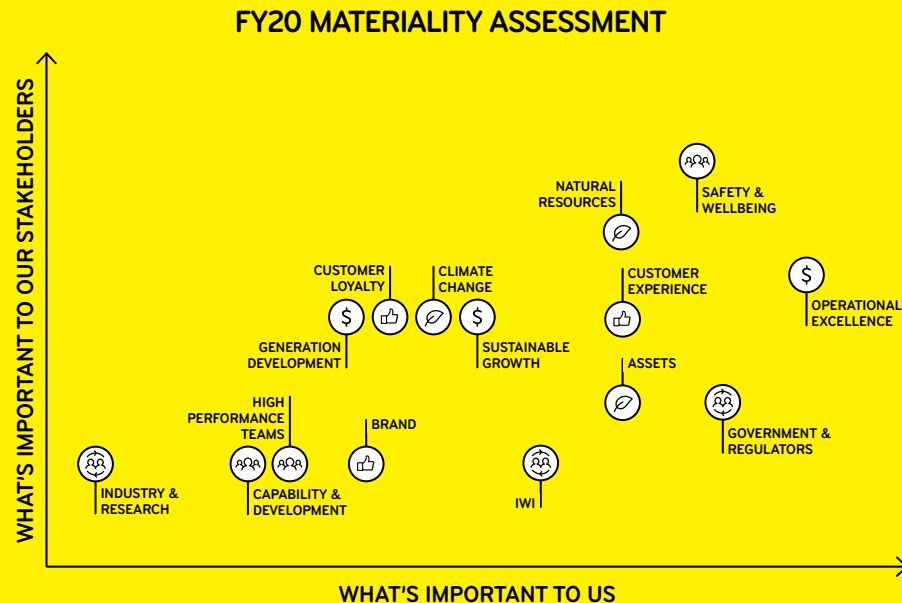 FY20 MATERIALITY ASSESSMENT
WHAT'S IMPORTANT TO OUR STAKEHOLDERS
SAFETY &
WELLBEING
NATURAL
RESOURCES
CUSTOMER
LOYALTY
CLIMATE
CHANGE
CUSTOMER
EXPERIENCE
$
OPERATIONAL
EXCELLENCE
$
GENERATION
DEVELOPMENT
$
SUSTAINABLE
GROWTH
ASSETS
HIGH
PERFORMANCE
TEAMS
BRAND
GOVERNMENT &
REGULATORS
INDUSTRY &
RESEARCH
CAPABILITY &
DEVELOPMENT
IWI
WHAT'S IMPORTANT TO US